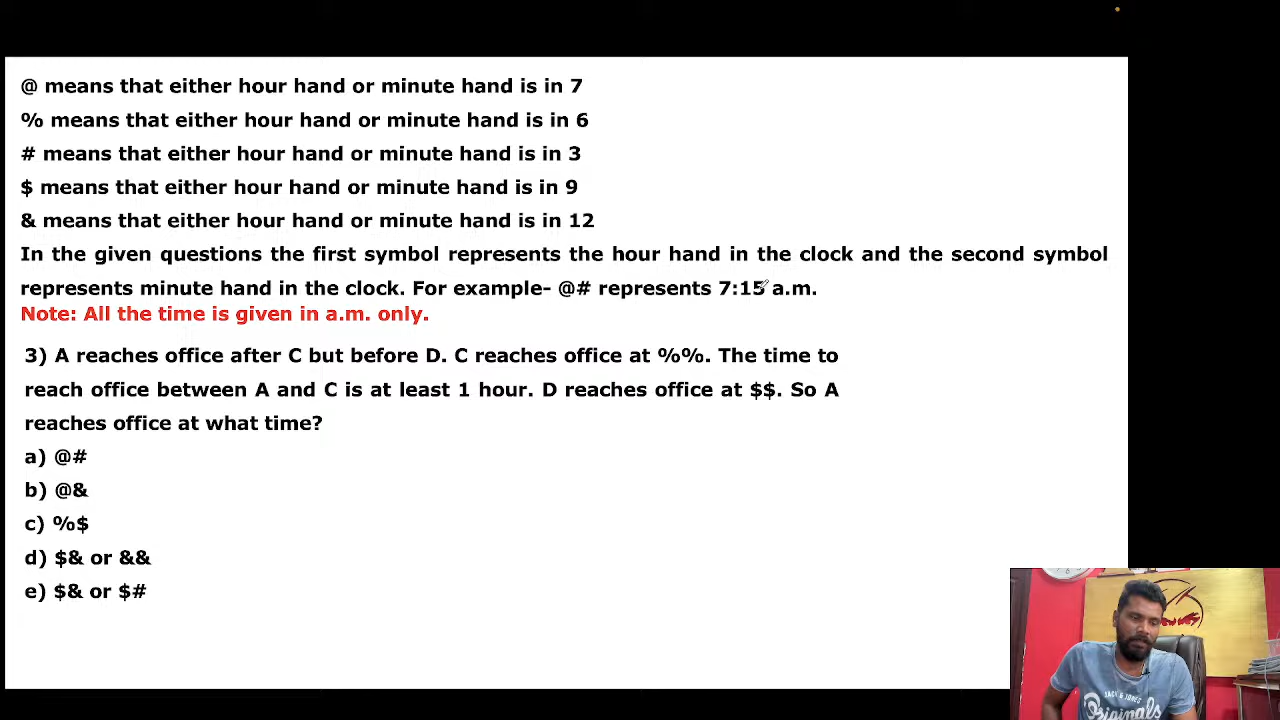 @ means that either hour hand or minute hand is in 7
% means that either hour hand or minute hand is in 6
# means that either hour hand or minute hand is in 3
$ means that either hour hand or minute hand is in 9
& means that either hour hand or minute hand is in 12
In the given questions the first symbol represents the hour hand in the clock and the second symbol
represents minute hand in the clock. For example- @# represents 7:15 a.m.
Note: All the time is given in a.m. only.
3) A reaches office after C but before D. C reaches office at %%. The time to
reach office between A and C is at least 1 hour. D reaches office at $$. So A
reaches office at what time?
a) @#
b) @&
c) %$
d) $& or &&
e) $& or $#
JACK & JONES
Originals